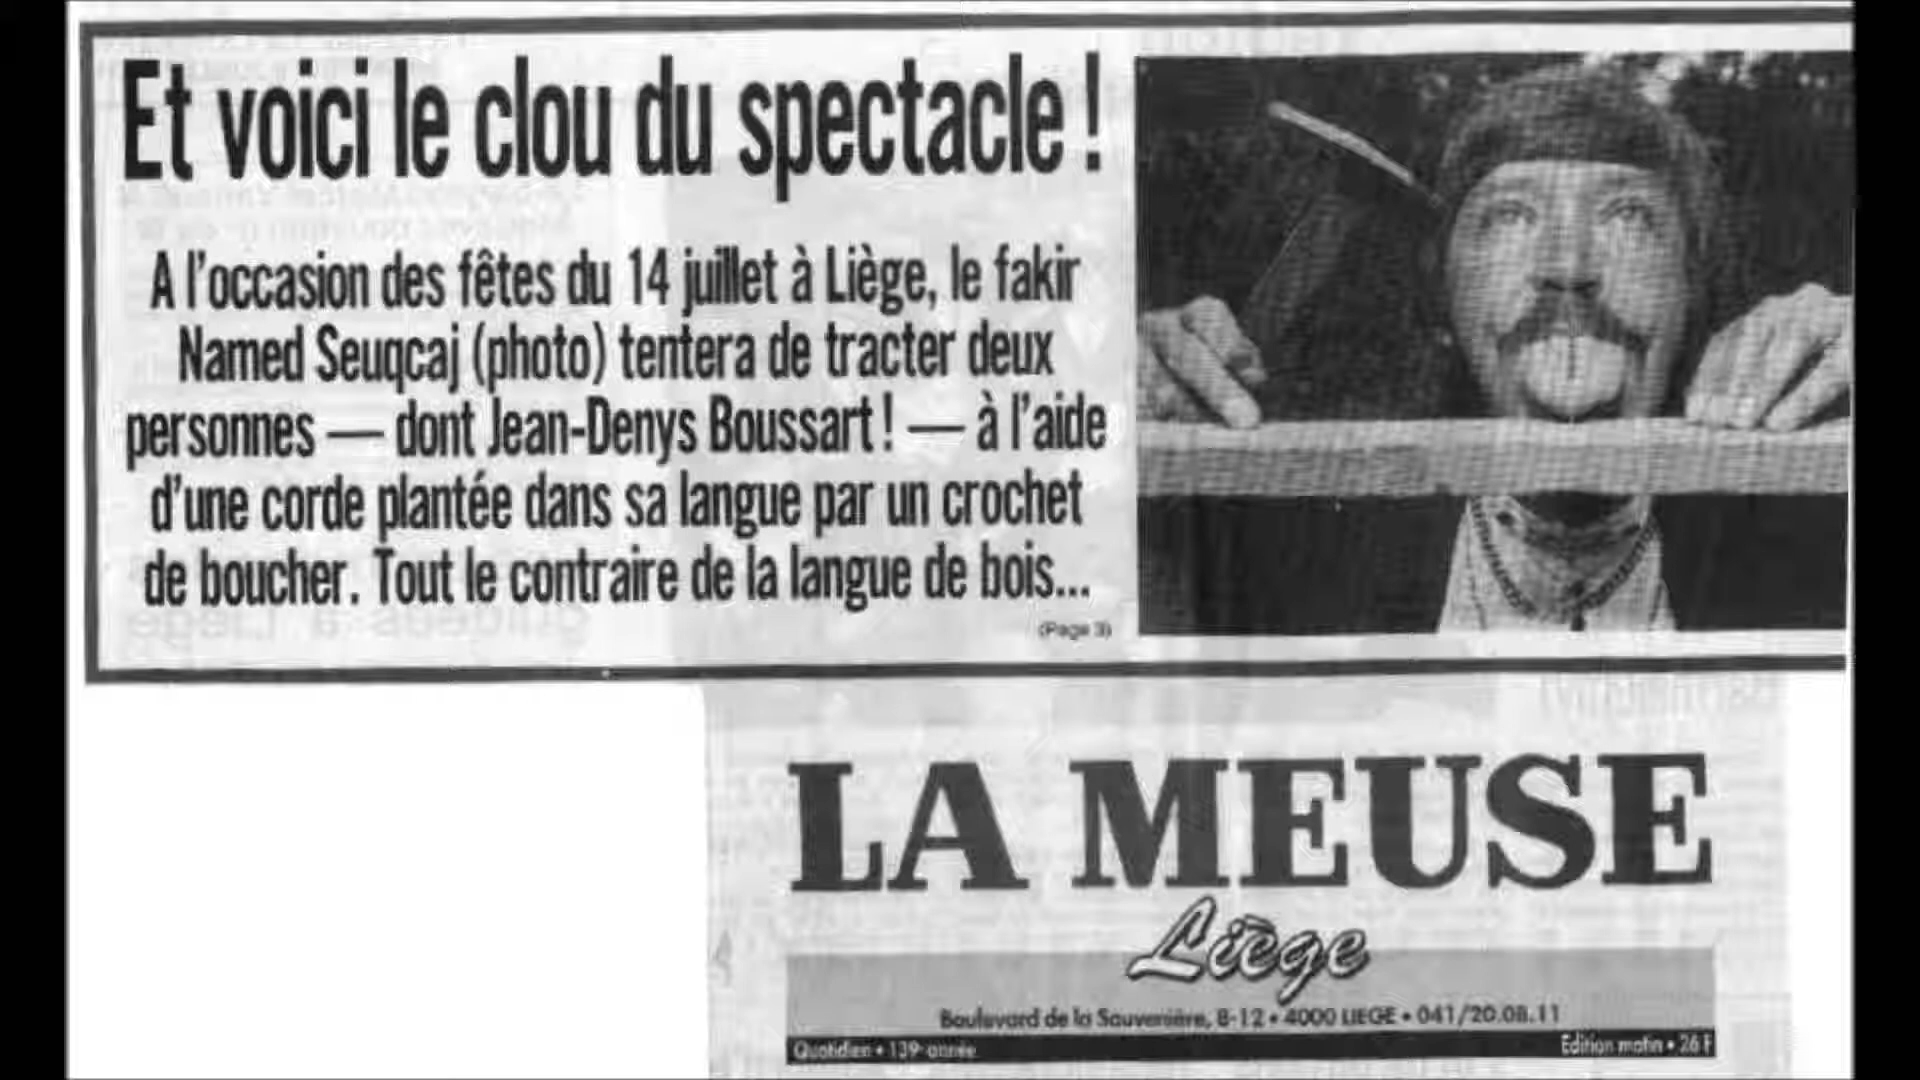 Et voici le clou du spectacle !
A l'occasion des fêtes du 14 juillet à Liège, le fakir
Named Seuqcaj (photo) tentera de tracter deux
personnes — dont Jean-Denys Boussart ! — à l'aide
d'une corde plantée dans sa langue par un crochet
de boucher. Tout le contraire de la langue de bois...
(Page 3)
LA MEUSE
Liège
Boulevard de la Sauvenière, 8-12 • 4000 LIEGE • 041/20.08.11
Quotidien • 139e année
Edition matin • 26 F